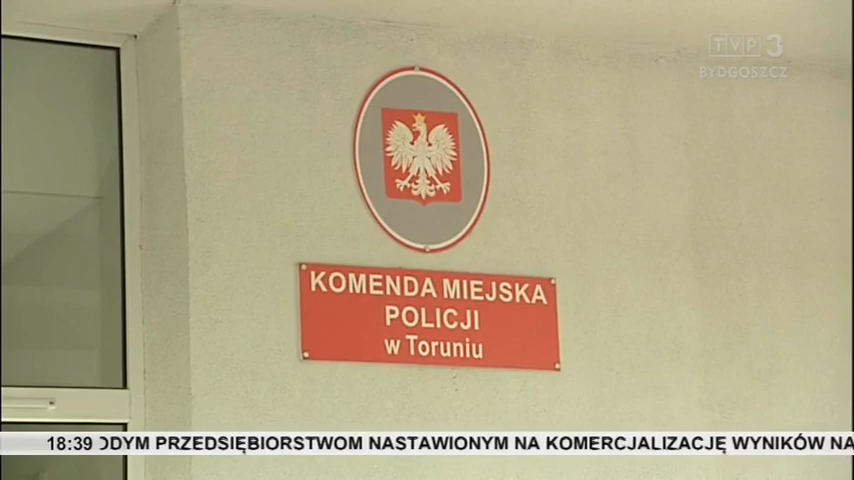 TVP 3
BYDGOSZCZ
KOMENDA MIEJSKA
POLICJI
w Toruniu
18:39 PRZEDSIĘBIORSTWOM NASTAWIONYM NA KOMERCJALIZACJĘ WYNIKÓW